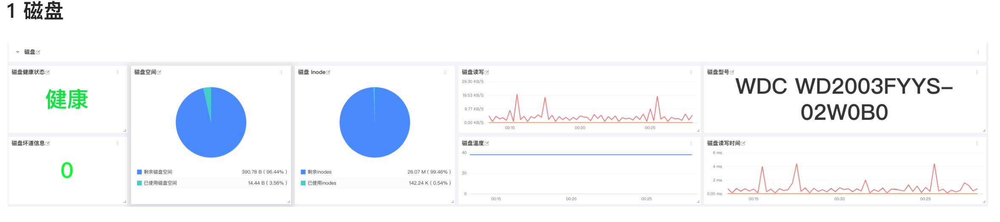 1 磁盘
磁盘
磁盘健康状态
健康
磁盘坏道信息
0
磁盘空间
剩余磁盘空间 390.78 B ( 96.44% )
已使用磁盘空间 14.44 B ( 3.56% )
磁盘 Inode
剩余inodes 26.07 M ( 99.46% )
已使用inodes 142.24 K ( 0.54% )
磁盘读写
29.30 KB/S
19.53 KB/S
9.77 KB/S
0.00 KB/S
00:15 00:20 00:25
磁盘温度
40
20
0
00:15 00:20 00:25
磁盘型号
WDC WD2003FYYS-
02W0B0
磁盘读写时间
6 ms
4 ms
2 ms
0.00 ms
00:15 00:20 00:25